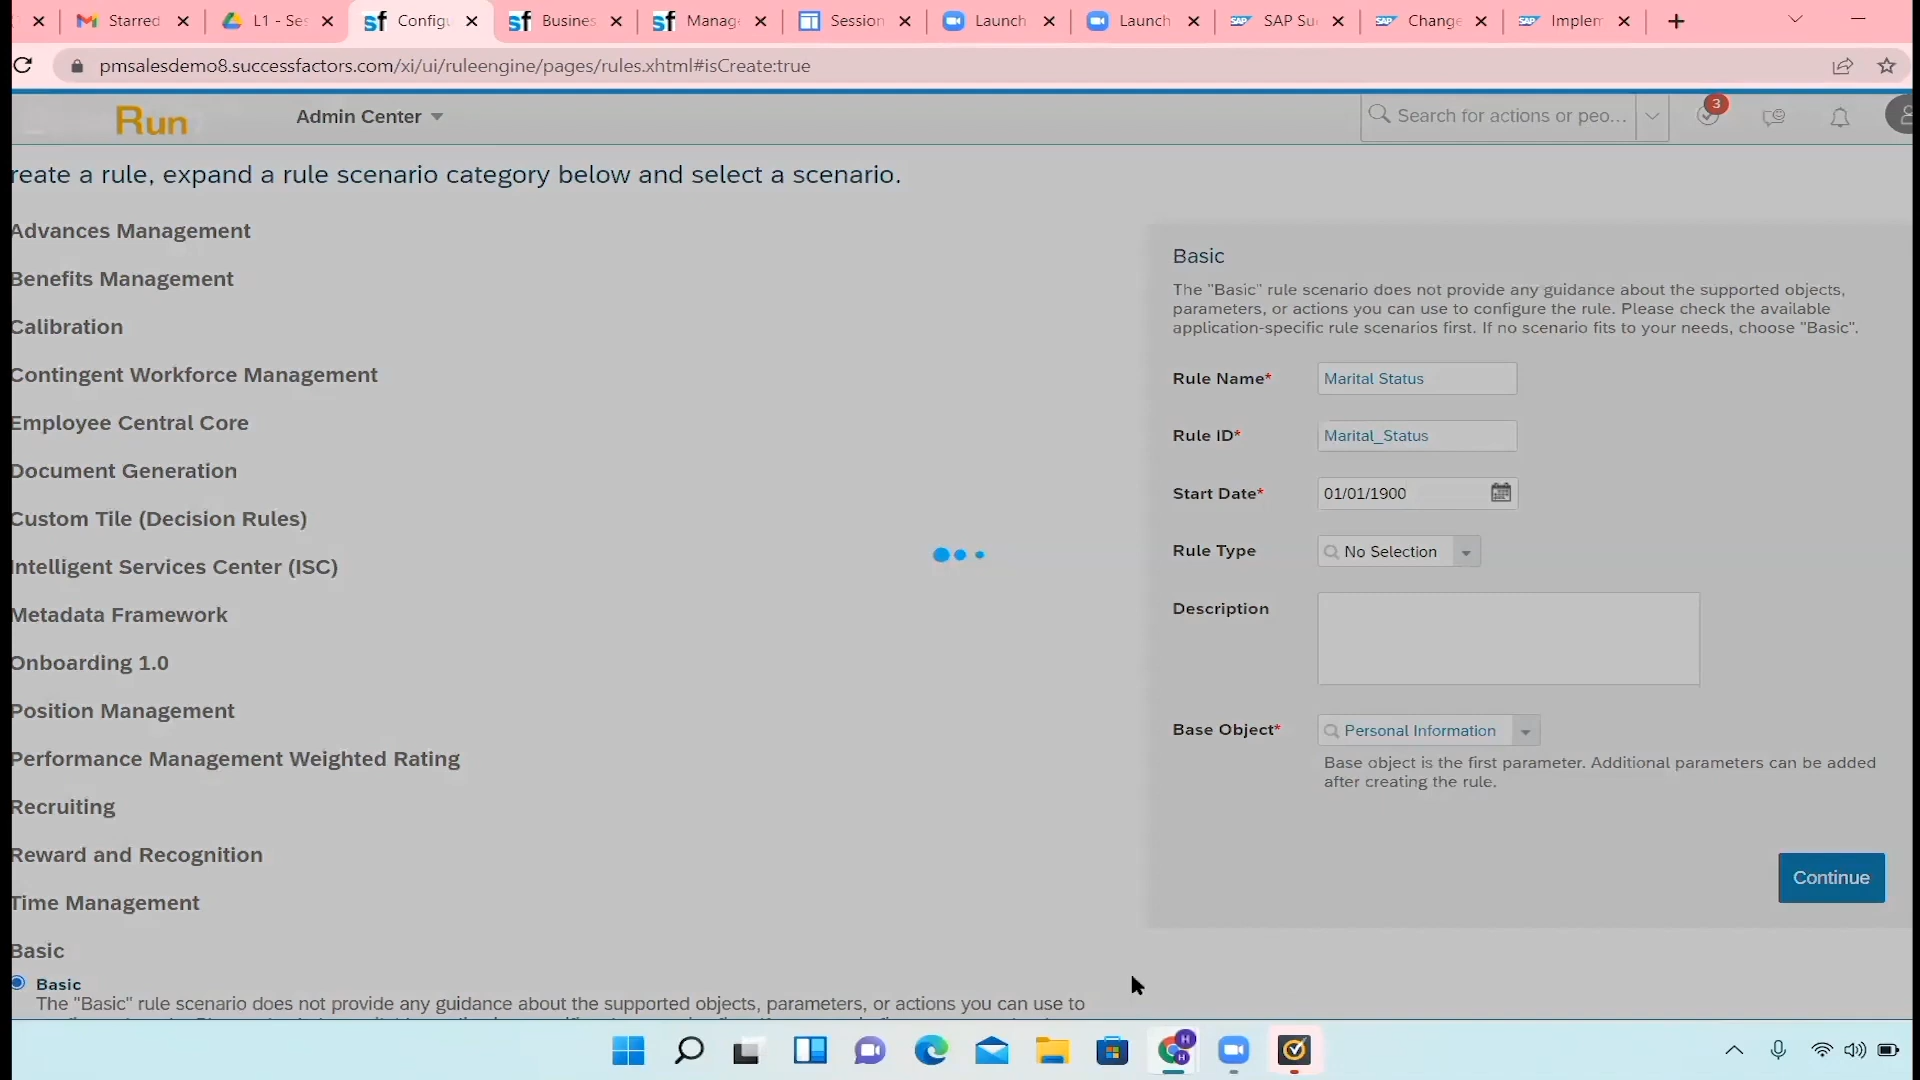 Starred
L1 - Ses
Configu
Busines
Manage
Session
Launch
Launch
SAP Su
Change
Implem
pmsalesdemo8.successfactors.com/xi/ui/ruleengine/pages/rules.xhtml#isCreate:true
Run
Admin Center
Search for actions or peo...
3
reate a rule, expand a rule scenario category below and select a scenario.
Advances Management
Benefits Management
Calibration
Contingent Workforce Management
Employee Central Core
Document Generation
Custom Tile (Decision Rules)
Intelligent Services Center (ISC)
Metadata Framework
Onboarding 1.0
Position Management
Performance Management Weighted Rating
Recruiting
Reward and Recognition
Time Management
Basic
Basic
The "Basic" rule scenario does not provide any guidance about the supported objects, parameters, or actions you can use to
Basic
The "Basic" rule scenario does not provide any guidance about the supported objects,
parameters, or actions you can use to configure the rule. Please check the available
application-specific rule scenarios first. If no scenario fits to your needs, choose "Basic".
Rule Name* Marital Status
Rule ID* Marital_Status
Start Date* 01/01/1900
Rule Type No Selection
Description
Base Object* Personal Information
Base object is the first parameter. Additional parameters can be added
after creating the rule.
Continue